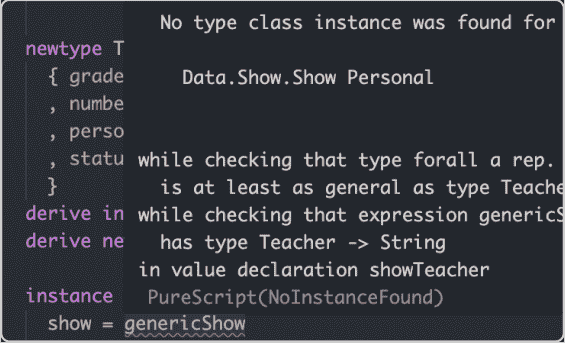 No type class instance was found for
newtype T
{ grade
Data.Show.Show Personal
, numbe
, perso
, statu
while checking that type forall a rep.
}
is at least as general as type Teache
derive in
while checking that expression genericS
derive ne
has type Teacher -> String
in value declaration showTeacher
instance
PureScript(NoInstanceFound)
show = genericShow